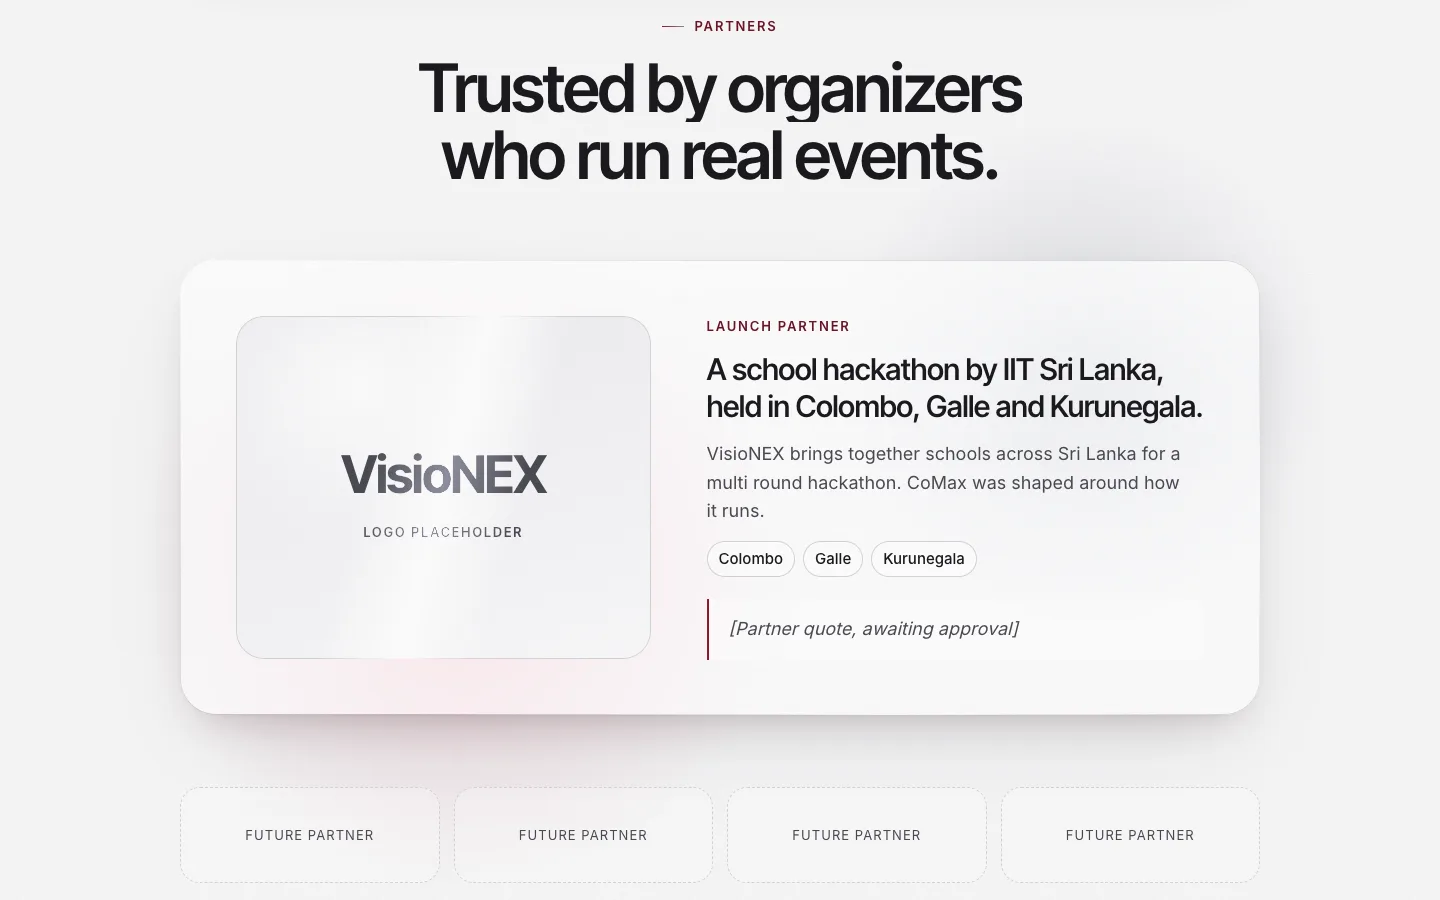 PARTNERS
Trusted by organizers
who run real events.
VisioNEX
LOGO PLACEHOLDER
LAUNCH PARTNER
A school hackathon by IIT Sri Lanka,
held in Colombo, Galle and Kurunegala.
VisioNEX brings together schools across Sri Lanka for a
multi round hackathon. CoMax was shaped around how
it runs.
Colombo Galle Kurunegala
[Partner quote, awaiting approval]
FUTURE PARTNER FUTURE PARTNER FUTURE PARTNER FUTURE PARTNER